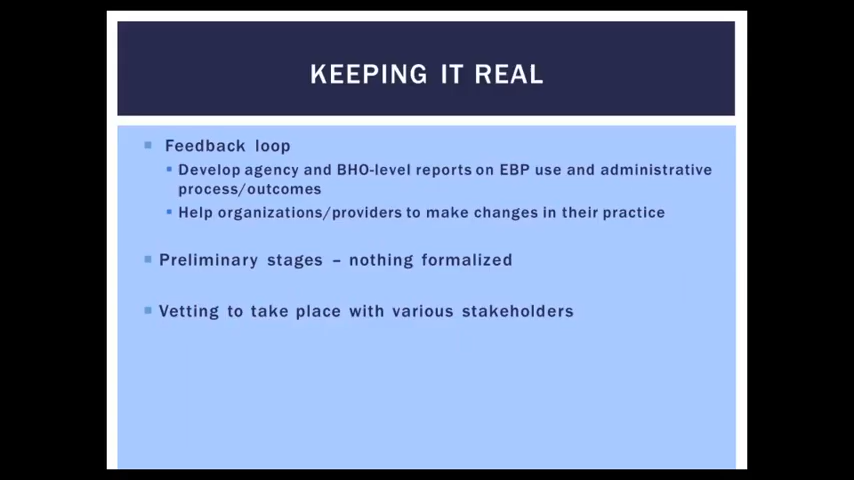 KEEPING IT REAL
Feedback loop
Develop agency and BHO-level reports on EBP use and administrative
process/outcomes
Help organizations/providers to make changes in their practice
Preliminary stages – nothing formalized
Vetting to take place with various stakeholders